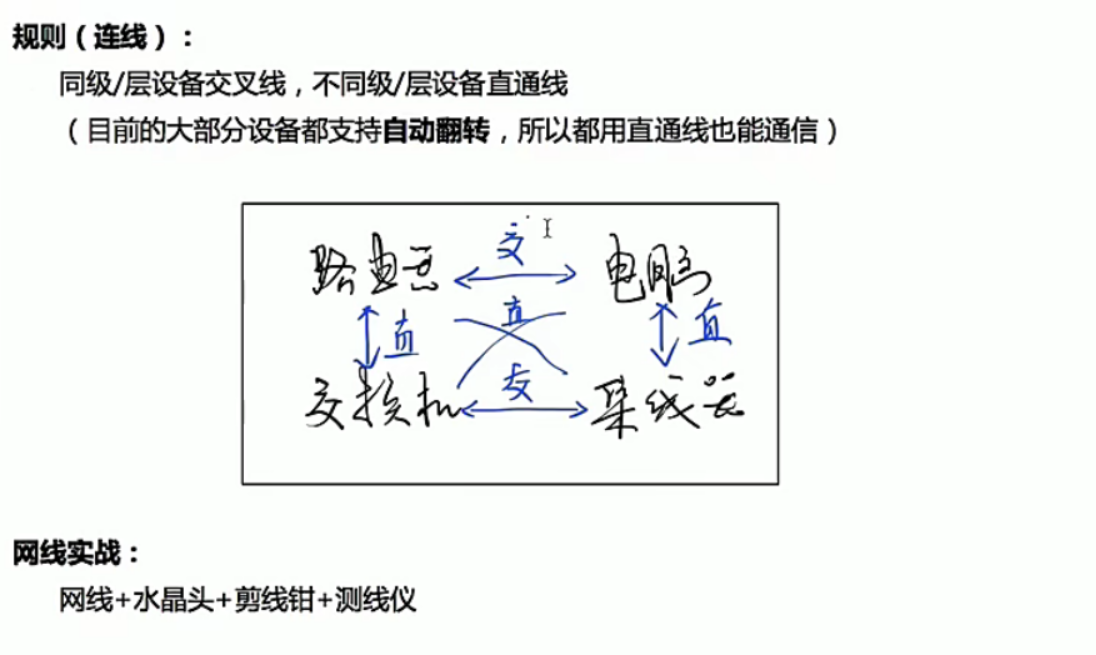 规则（连线）：
同级/层设备交叉线，不同级/层设备直通线
（目前的大部分设备都支持自动翻转，所以都用直通线也能通信）
交
路由器 电脑
直 直 直
交
交换机 集线器
网线实战：
网线+水晶头+剪线钳+测线仪